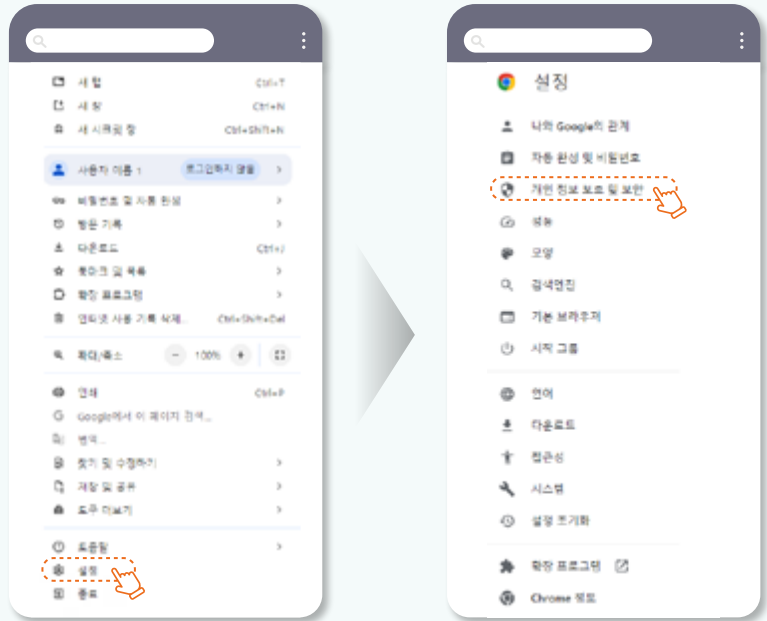 새 탭 Ctrl+T
새 창 Ctrl+N
새 시크릿 창 Ctrl+Shift+N
사용자 이름 1 로그인하지 않음
비밀번호 및 자동 완성
방문 기록
다운로드 Ctrl+J
북마크 및 목록
확장 프로그램
인터넷 사용 기록 삭제... Ctrl+Shift+Del
확대/축소 - 100% +
인쇄 Ctrl+P
Google에서 이 페이지 검색...
번역...
찾기 및 수정하기
저장 및 공유
도구 더보기
도움말
설정
종료
설정
나와 Google의 관계
자동 완성 및 비밀번호
개인 정보 보호 및 보안
성능
모양
검색엔진
기본 브라우저
시작 그룹
언어
다운로드
접근성
시스템
설정 초기화
확장 프로그램
Chrome 정보